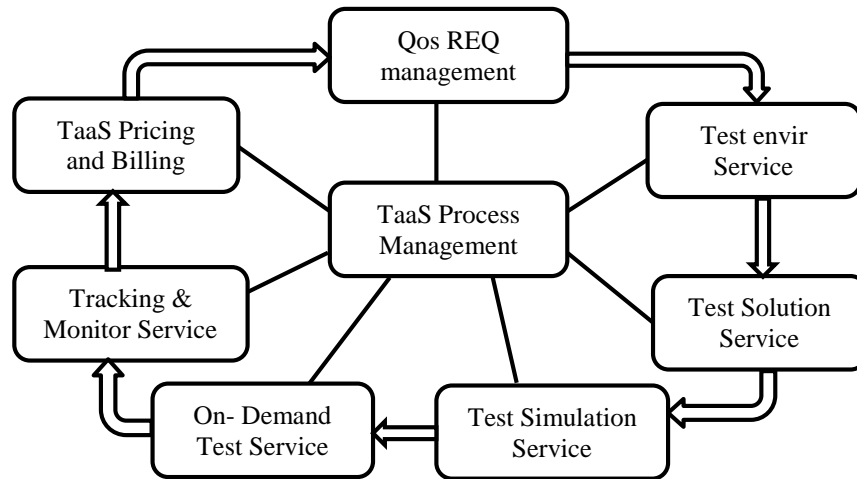 Qos REQ
management
TaaS Pricing
and Billing
Test envir
Service
TaaS Process
Management
Tracking &
Monitor Service
Test Solution
Service
On- Demand
Test Service
Test Simulation
Service